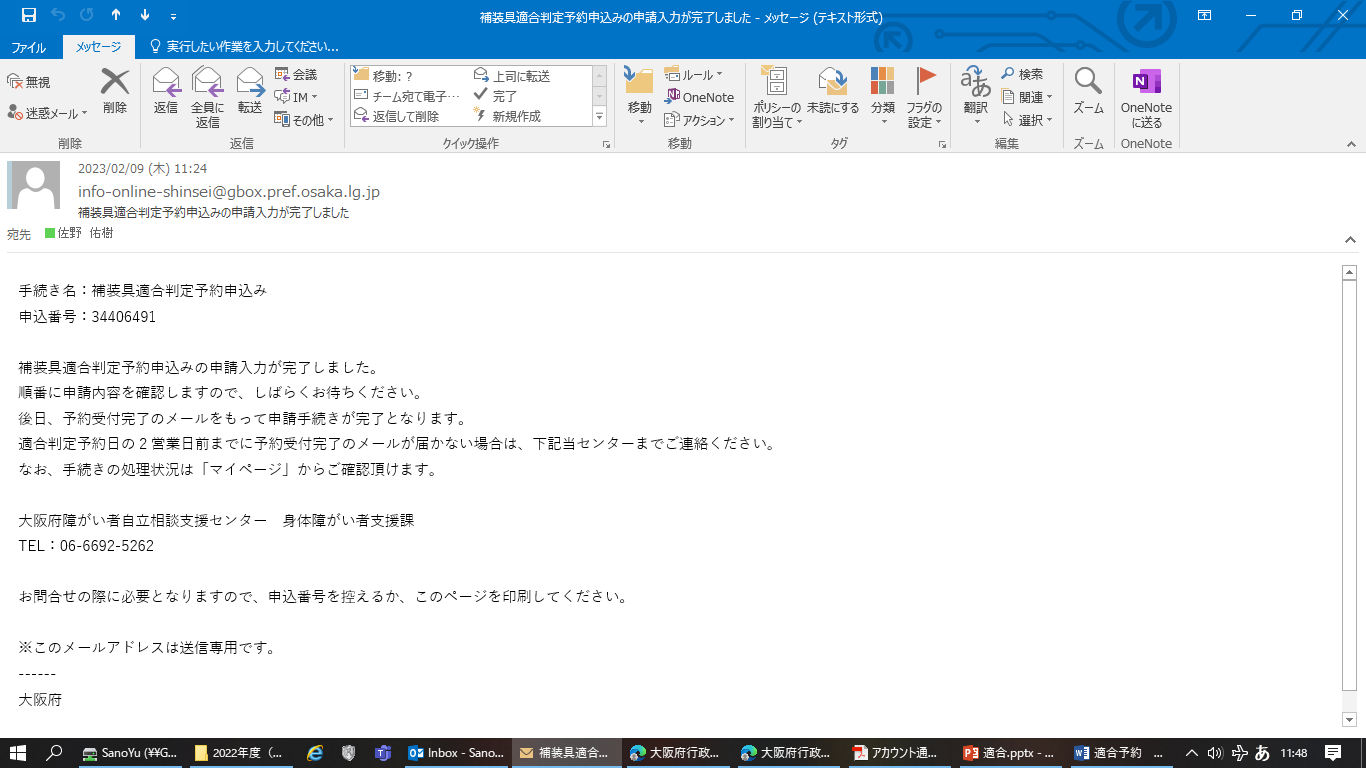 補装具適合判定予約申込みの申請入力が完了しました - メッセージ (テキスト形式)
ファイル メッセージ 実行したい作業を入力してください...
無視
迷惑メール
削除
削除
返信
全員に返信
転送
会議
IM
その他
返信
移動: ?
チーム宛て電子…
返信して削除
上司に転送
完了
新規作成
クイック操作
移動
ルール
OneNote
アクション
移動
ポリシーの割り当て
未読にする
分類
フラグの設定
タグ
翻訳
検索
関連
選択
編集
ズーム
ズーム
OneNote に送る
OneNote
2023/02/09 (木) 11:24
info-online-shinsei@gbox.pref.osaka.lg.jp
補装具適合判定予約申込みの申請入力が完了しました
宛先 佐野 佑樹
手続き名：補装具適合判定予約申込み
申込番号：34406491
補装具適合判定予約申込みの申請入力が完了しました。
順番に申請内容を確認しますので、しばらくお待ちください。
後日、予約受付完了のメールをもって申請手続きが完了となります。
適合判定予約日の２営業日前までに予約受付完了のメールが届かない場合は、下記当センターまでご連絡ください。
なお、手続きの処理状況は「マイページ」からご確認頂けます。
大阪府障がい者自立相談支援センター　身体障がい者支援課
TEL：06-6692-5262
お問合せの際に必要となりますので、申込番号を控えるか、このページを印刷してください。
※このメールアドレスは送信専用です。
------
大阪府
SanoYu (¥¥G... 2022年度（... Inbox - Sano... 補装具適合... 大阪府行政... 大阪府行政... アカウント通... 適合.pptx - ... 適合予約 ... あ 11:48